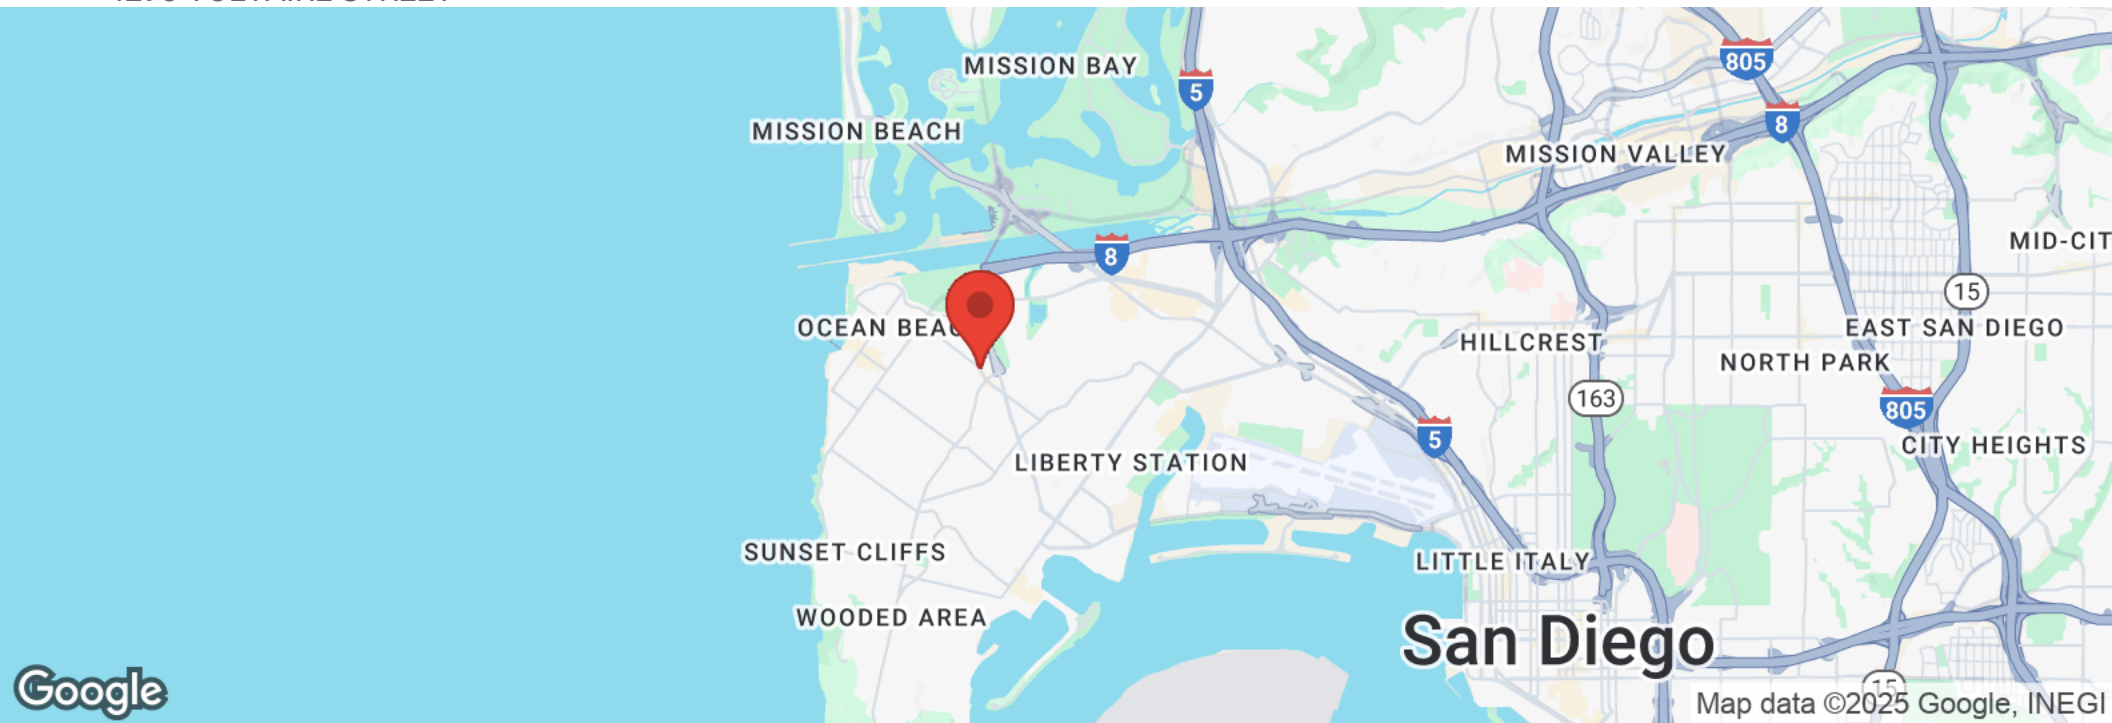 MISSION BAY
805
5
MISSION BEACH
8
MISSION VALLEY
MID-CIT
8
15
OCEAN BEAC
EAST SAN DIEGO
HILLCREST
NORTH PARK
163
805
5
CITY HEIGHTS
LIBERTY STATION
SUNSET CLIFFS
LITTLE ITALY
WOODED AREA
San Diego
15
Google
Map data ©2025 Google, INEGI